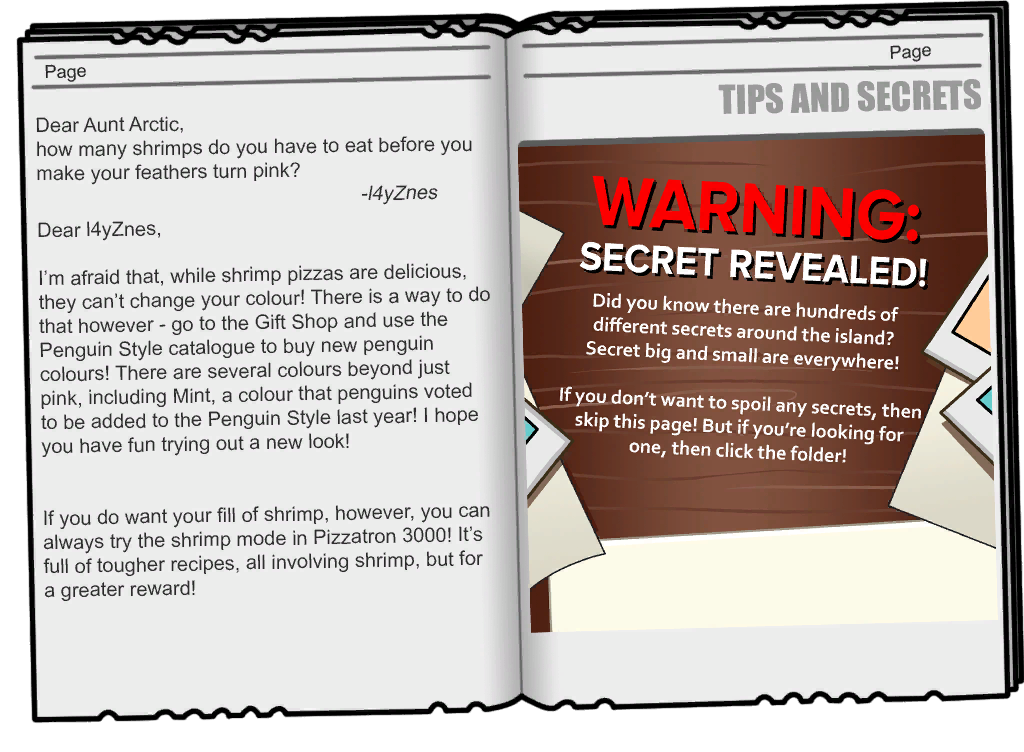 Page
Dear Aunt Arctic,
how many shrimps do you have to eat before you
make your feathers turn pink?
-l4yZnes
Dear l4yZnes,
I'm afraid that, while shrimp pizzas are delicious,
they can't change your colour! There is a way to do
that however - go to the Gift Shop and use the
Penguin Style catalogue to buy new penguin
colours! There are several colours beyond just
pink, including Mint, a colour that penguins voted
to be added to the Penguin Style last year! I hope
you have fun trying out a new look!
If you do want your fill of shrimp, however, you can
always try the shrimp mode in Pizzatron 3000! It's
full of tougher recipes, all involving shrimp, but for
a greater reward!
Page
TIPS AND SECRETS
WARNING:
SECRET REVEALED!
Did you know there are hundreds of
different secrets around the island?
Secret big and small are everywhere!
If you don't want to spoil any secrets, then
skip this page! But if you're looking for
one, then click the folder!